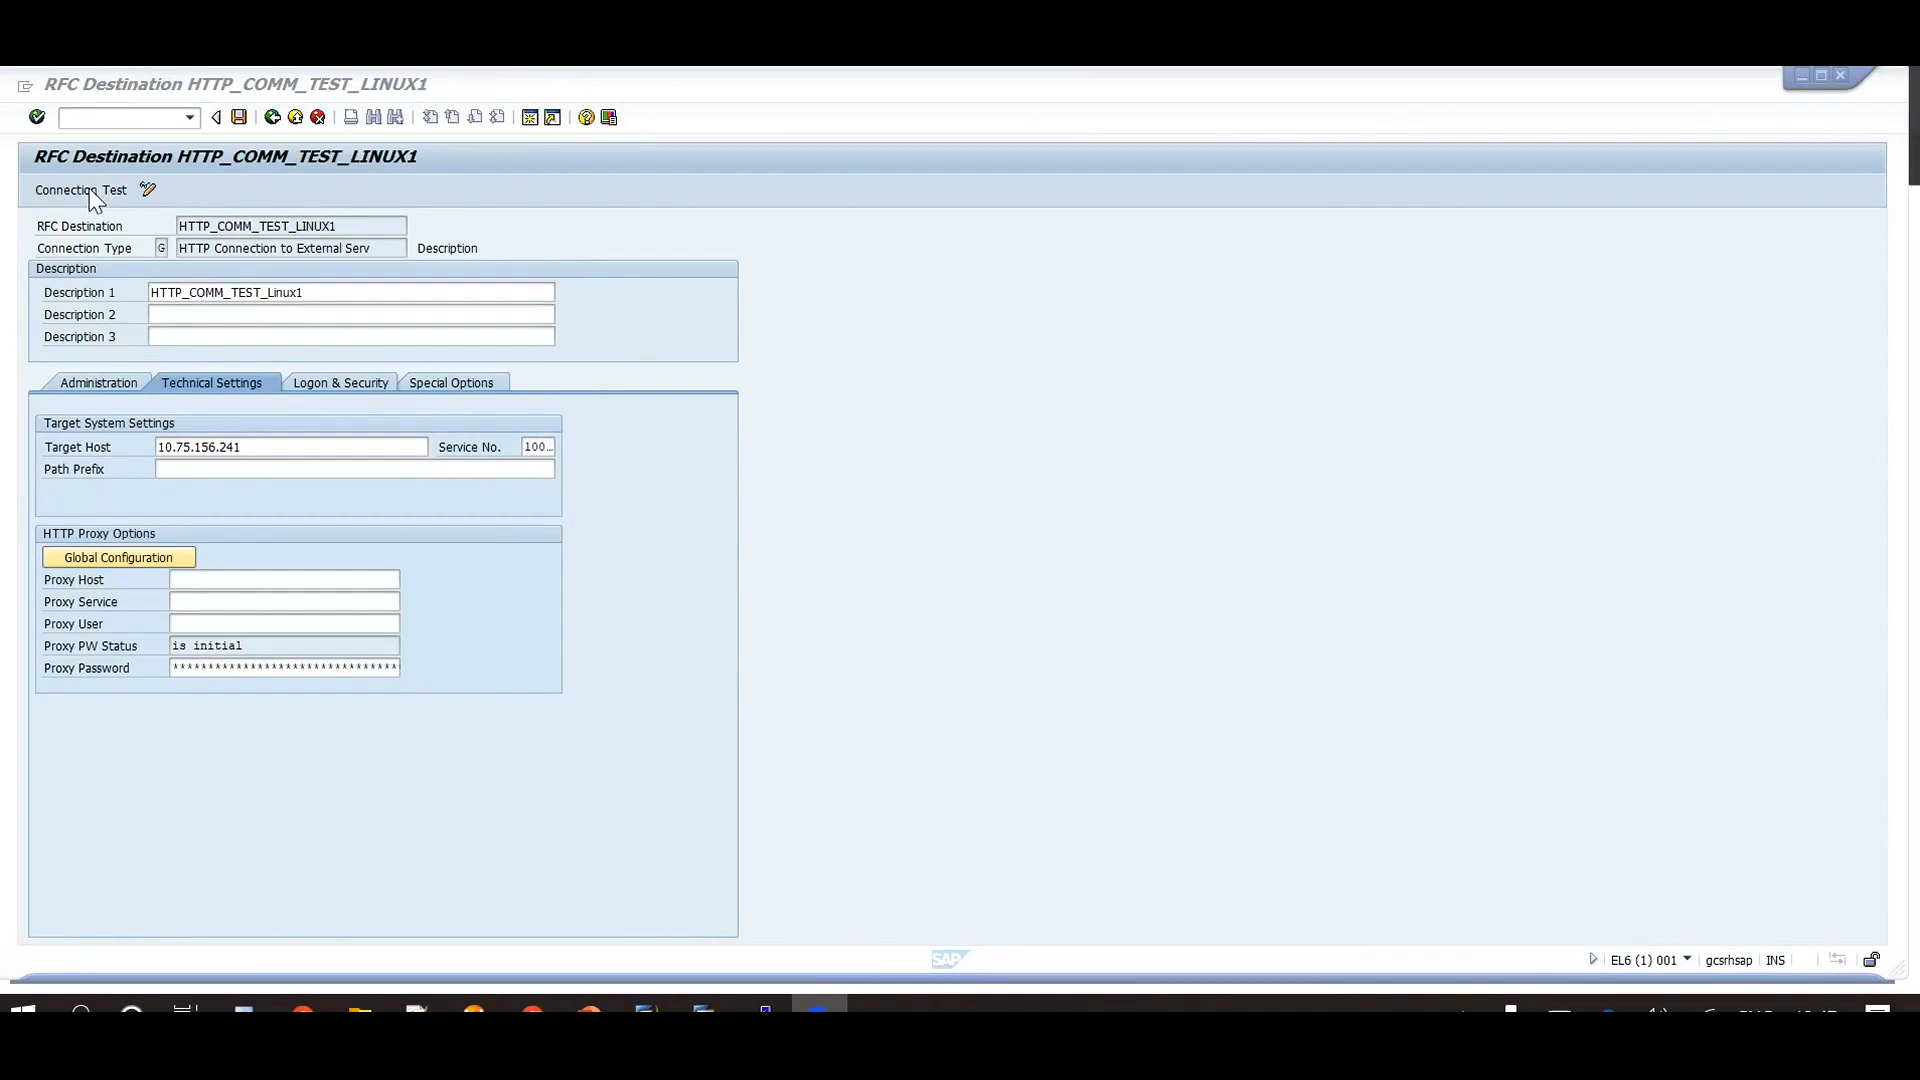 RFC Destination HTTP_COMM_TEST_LINUX1
RFC Destination HTTP_COMM_TEST_LINUX1
Connection Test
RFC Destination HTTP_COMM_TEST_LINUX1
Connection Type G HTTP Connection to External Serv Description
Description
Description 1 HTTP_COMM_TEST_Linux1
Description 2
Description 3
Administration Technical Settings Logon & Security Special Options
Target System Settings
Target Host 10.75.156.241 Service No. 100...
Path Prefix
HTTP Proxy Options
Global Configuration
Proxy Host
Proxy Service
Proxy User
Proxy PW Status is initial
Proxy Password ********************************
SAP EL6 (1) 001 gcsrhsap INS